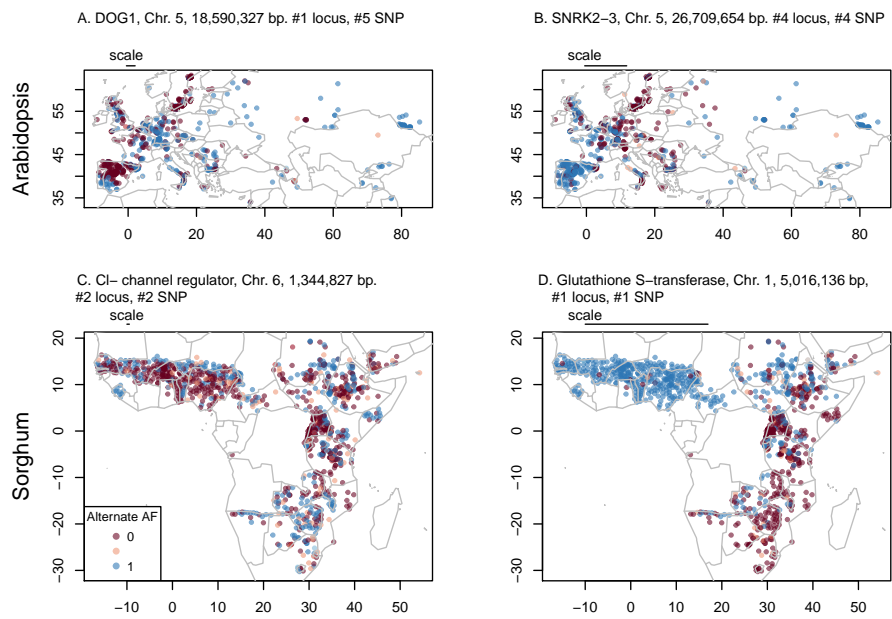 A. DOG1, Chr. 5, 18,590,327 bp. #1 locus, #5 SNP
B. SNRK2−3, Chr. 5, 26,709,654 bp. #4 locus, #4 SNP
scale
scale
Arabidopsis
55
45
35
0 20 40 60 80
55
45
35
0 20 40 60 80
C. Cl− channel regulator, Chr. 6, 1,344,827 bp.
#2 locus, #2 SNP
D. Glutathione S−transferase, Chr. 1, 5,016,136 bp,
#1 locus, #1 SNP
scale
scale
Sorghum
20
10
0
−10
−20
−30
Alternate AF
0
1
−10 0 10 20 30 40 50
20
10
0
−10
−20
−30
−10 0 10 20 30 40 50